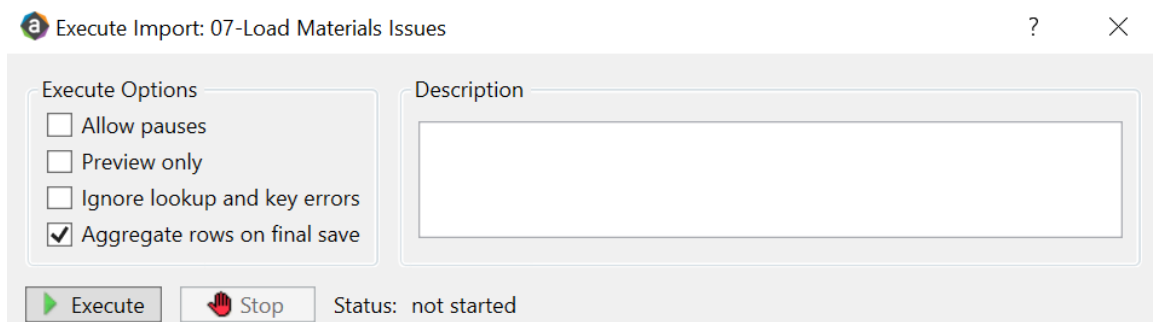 Execute Import: 07-Load Materials Issues
Execute Options
Allow pauses
Preview only
Ignore lookup and key errors
Aggregate rows on final save
Description
Execute
Stop
Status: not started